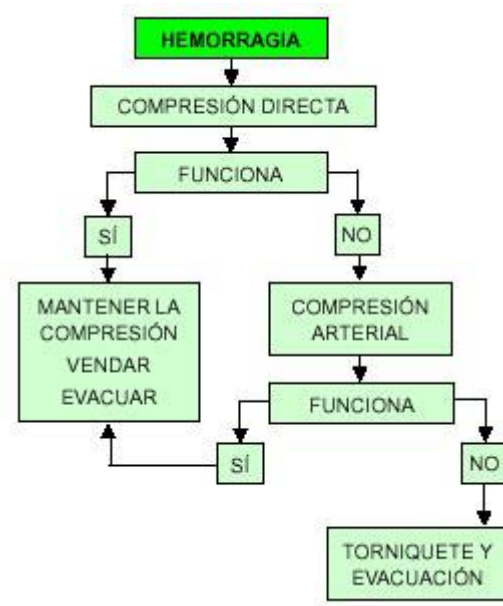 HEMORRAGIA
COMPRESIÓN DIRECTA
FUNCIONA
SÍ
NO
MANTENER LA
COMPRESIÓN
VENDAR
EVACUAR
COMPRESIÓN
ARTERIAL
FUNCIONA
SÍ
NO
TORNIQUETE Y
EVACUACIÓN